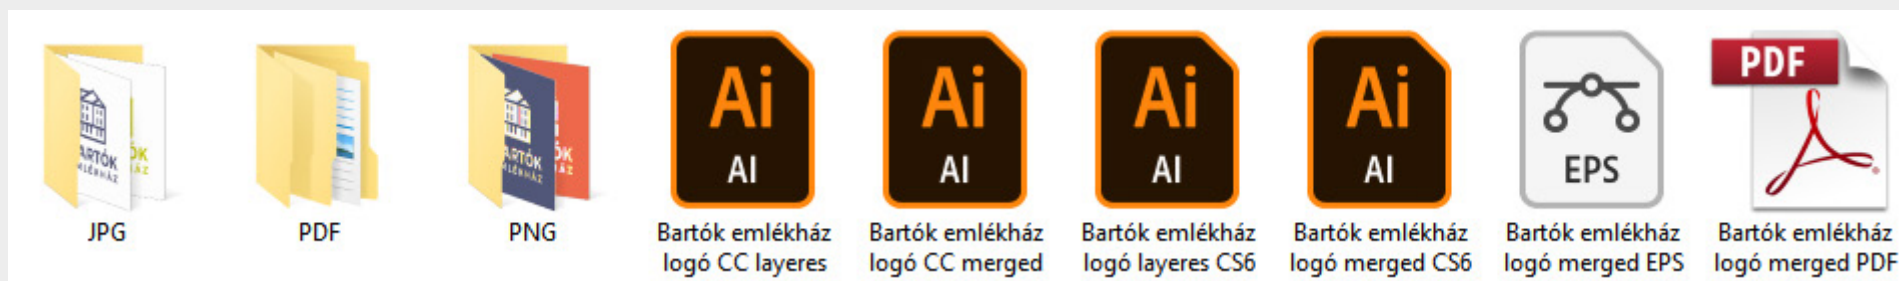 JPG
PDF
PNG
Ai
AI
Bartók emlékház
logó CC layeres
Ai
AI
Bartók emlékház
logó CC merged
Ai
AI
Bartók emlékház
logó layeres CS6
Ai
AI
Bartók emlékház
logó merged CS6
EPS
Bartók emlékház
logó merged EPS
PDF
Bartók emlékház
logó merged PDF